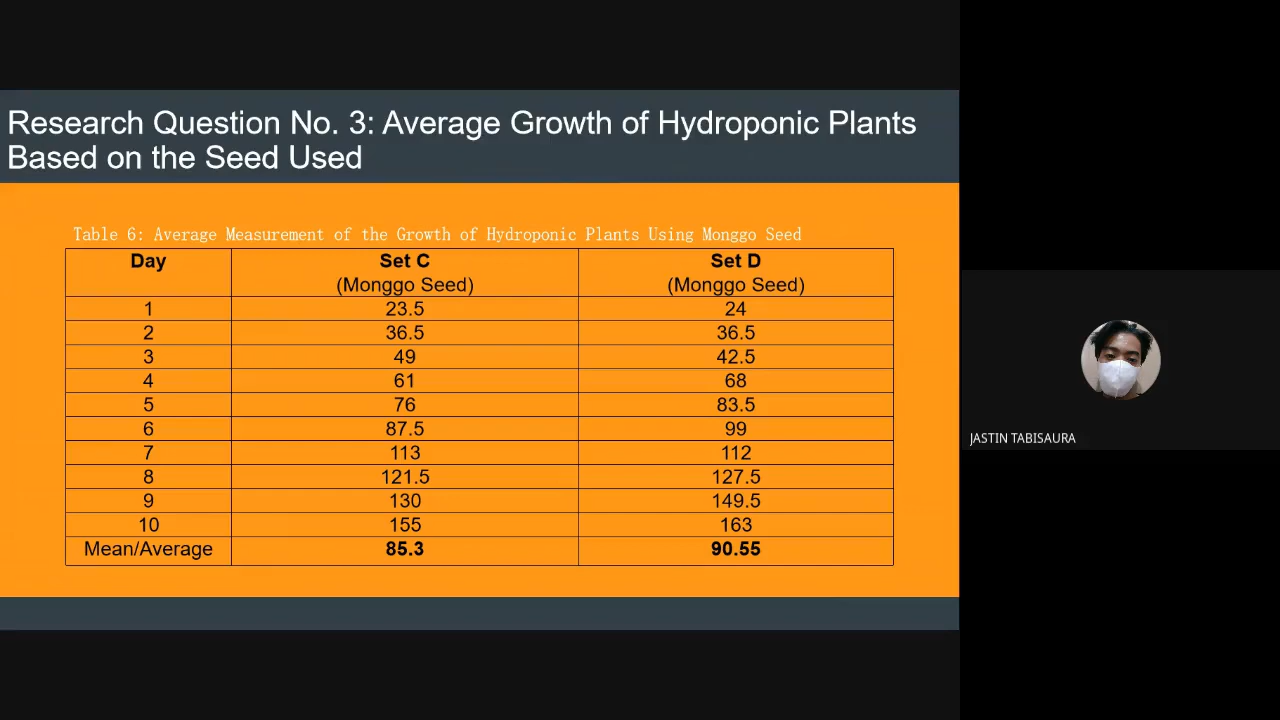 Research Question No. 3: Average Growth of Hydroponic Plants
Based on the Seed Used
Table 6: Average Measurement of the Growth of Hydroponic Plants Using Monggo Seed
Day Set C Set D
(Monggo Seed) (Monggo Seed)
1 23.5 24
2 36.5 36.5
3 49 42.5
4 61 68
5 76 83.5
6 87.5 99
7 113 112
8 121.5 127.5
9 130 149.5
10 155 163
Mean/Average 85.3 90.55
JASTIN TABISAURA